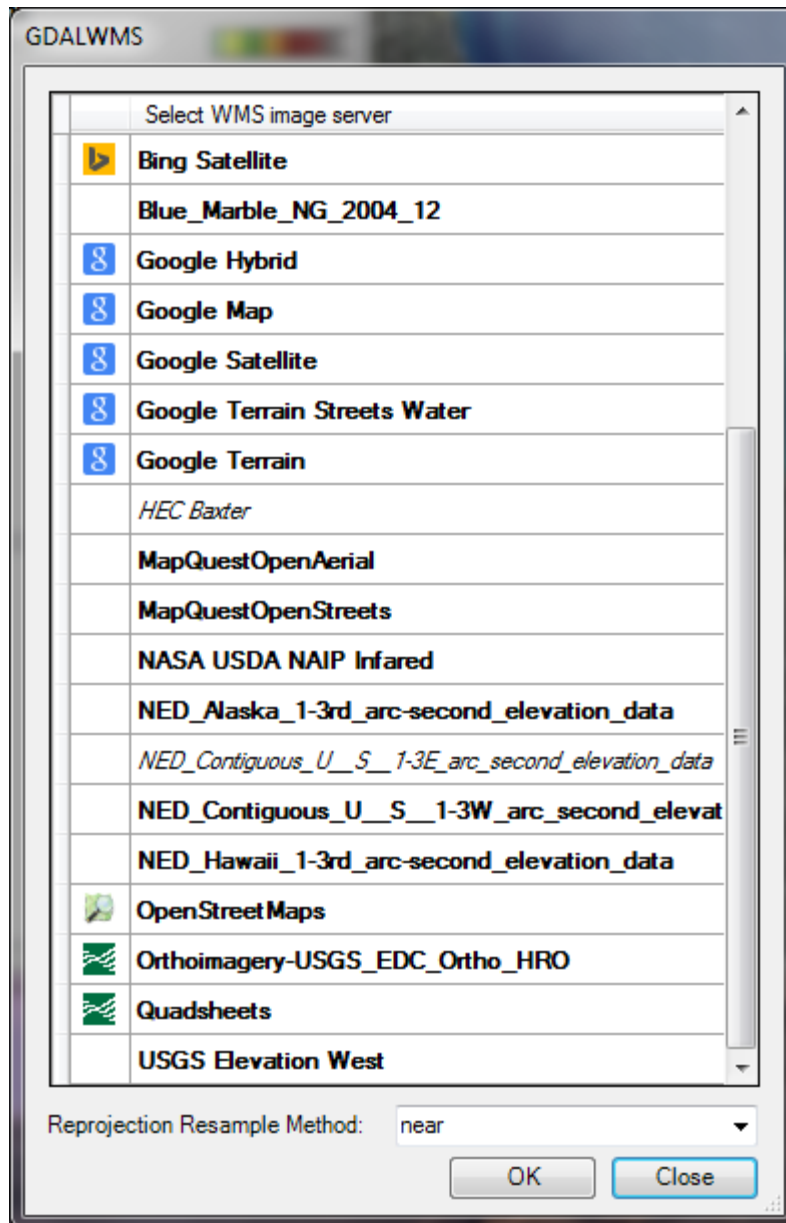 GDALWMS
Select WMS image server
Bing Satellite
Blue_Marble_NG_2004_12
Google Hybrid
Google Map
Google Satellite
Google Terrain Streets Water
Google Terrain
HEC Baxter
MapQuestOpenAerial
MapQuestOpenStreets
NASA USDA NAIP Infared
NED_Alaska_1-3rd_arc-second_elevation_data
NED_Contiguous_U__S__1-3E_arc_second_elevation_data
NED_Contiguous_U__S__1-3W_arc_second_elevat
NED_Hawaii_1-3rd_arc-second_elevation_data
OpenStreetMaps
Orthoimagery-USGS_EDC_Ortho_HRO
Quadsheets
USGS Elevation West
Reprojection Resample Method: near
OK Close